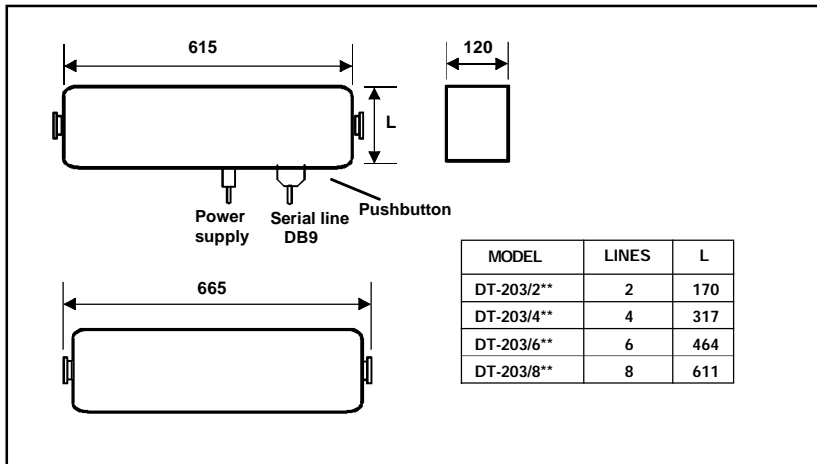 615
120
L
Power
supply
Serial line
DB9
Pushbutton
MODEL LINES L
DT-203/2** 2 170
DT-203/4** 4 317
DT-203/6** 6 464
DT-203/8** 8 611
665